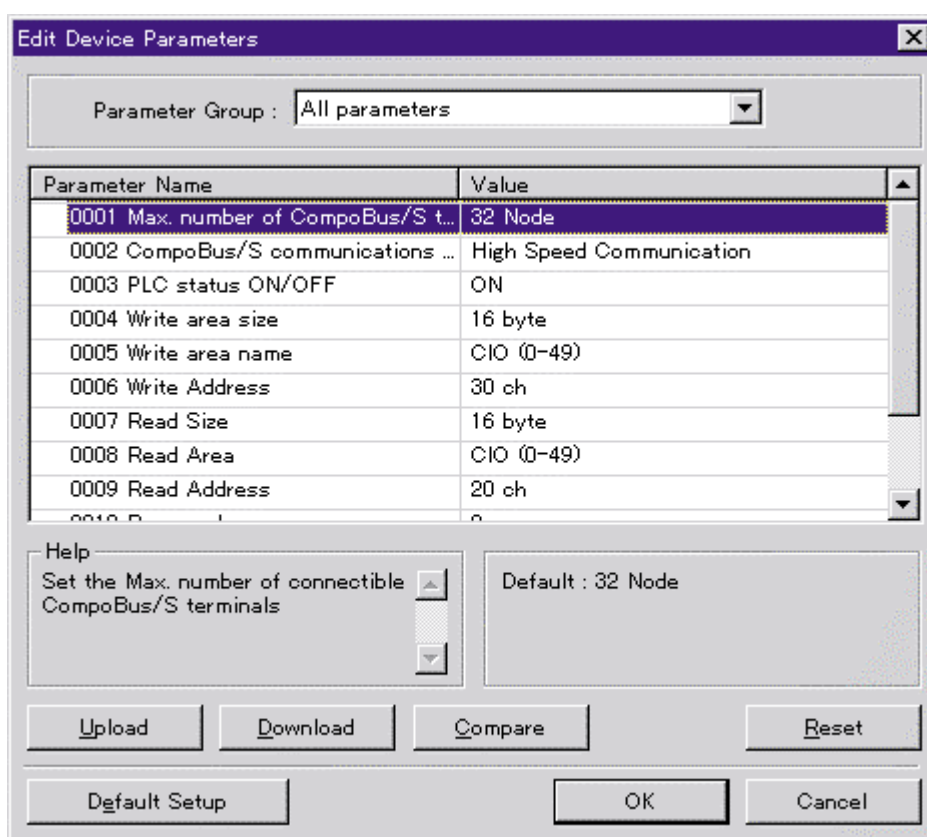 Edit Device Parameters
Parameter Group : All parameters
Parameter Name Value
0001 Max. number of CompoBus/S t... 32 Node
0002 CompoBus/S communications ... High Speed Communication
0003 PLC status ON/OFF ON
0004 Write area size 16 byte
0005 Write area name CIO (0-49)
0006 Write Address 30 ch
0007 Read Size 16 byte
0008 Read Area CIO (0-49)
0009 Read Address 20 ch
Help
Set the Max. number of connectible
CompoBus/S terminals
Default : 32 Node
Upload Download Compare Reset
Default Setup OK Cancel